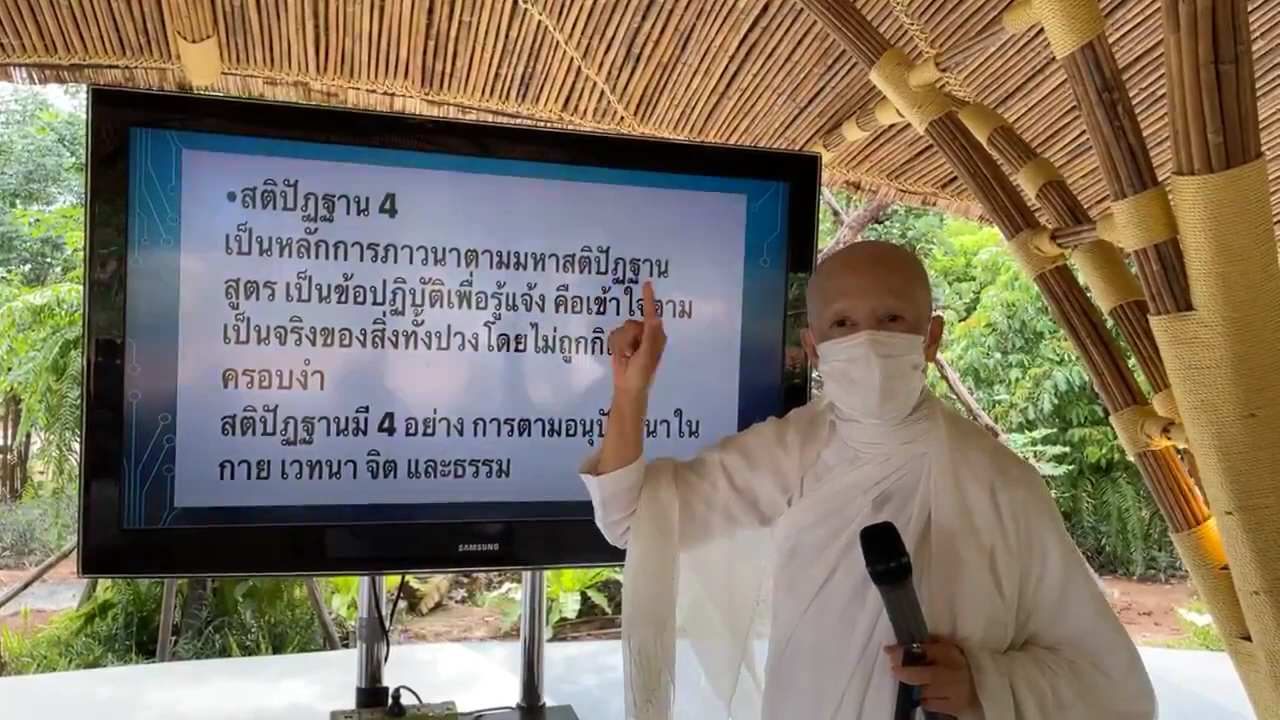 •สติปัฏฐาน 4
เป็นหลักการภาวนาตามมหาสติปัฏฐาน
สูตร เป็นข้อปฏิบัติเพื่อรู้แจ้ง คือเข้าใจตาม
เป็นจริงของสิ่งทั้งปวงโดยไม่ถูก
ครอบงำ
สติปัฏฐานมี 4 อย่าง การตามใน
กาย เวทนา จิต และธรรม
SAMSUNG